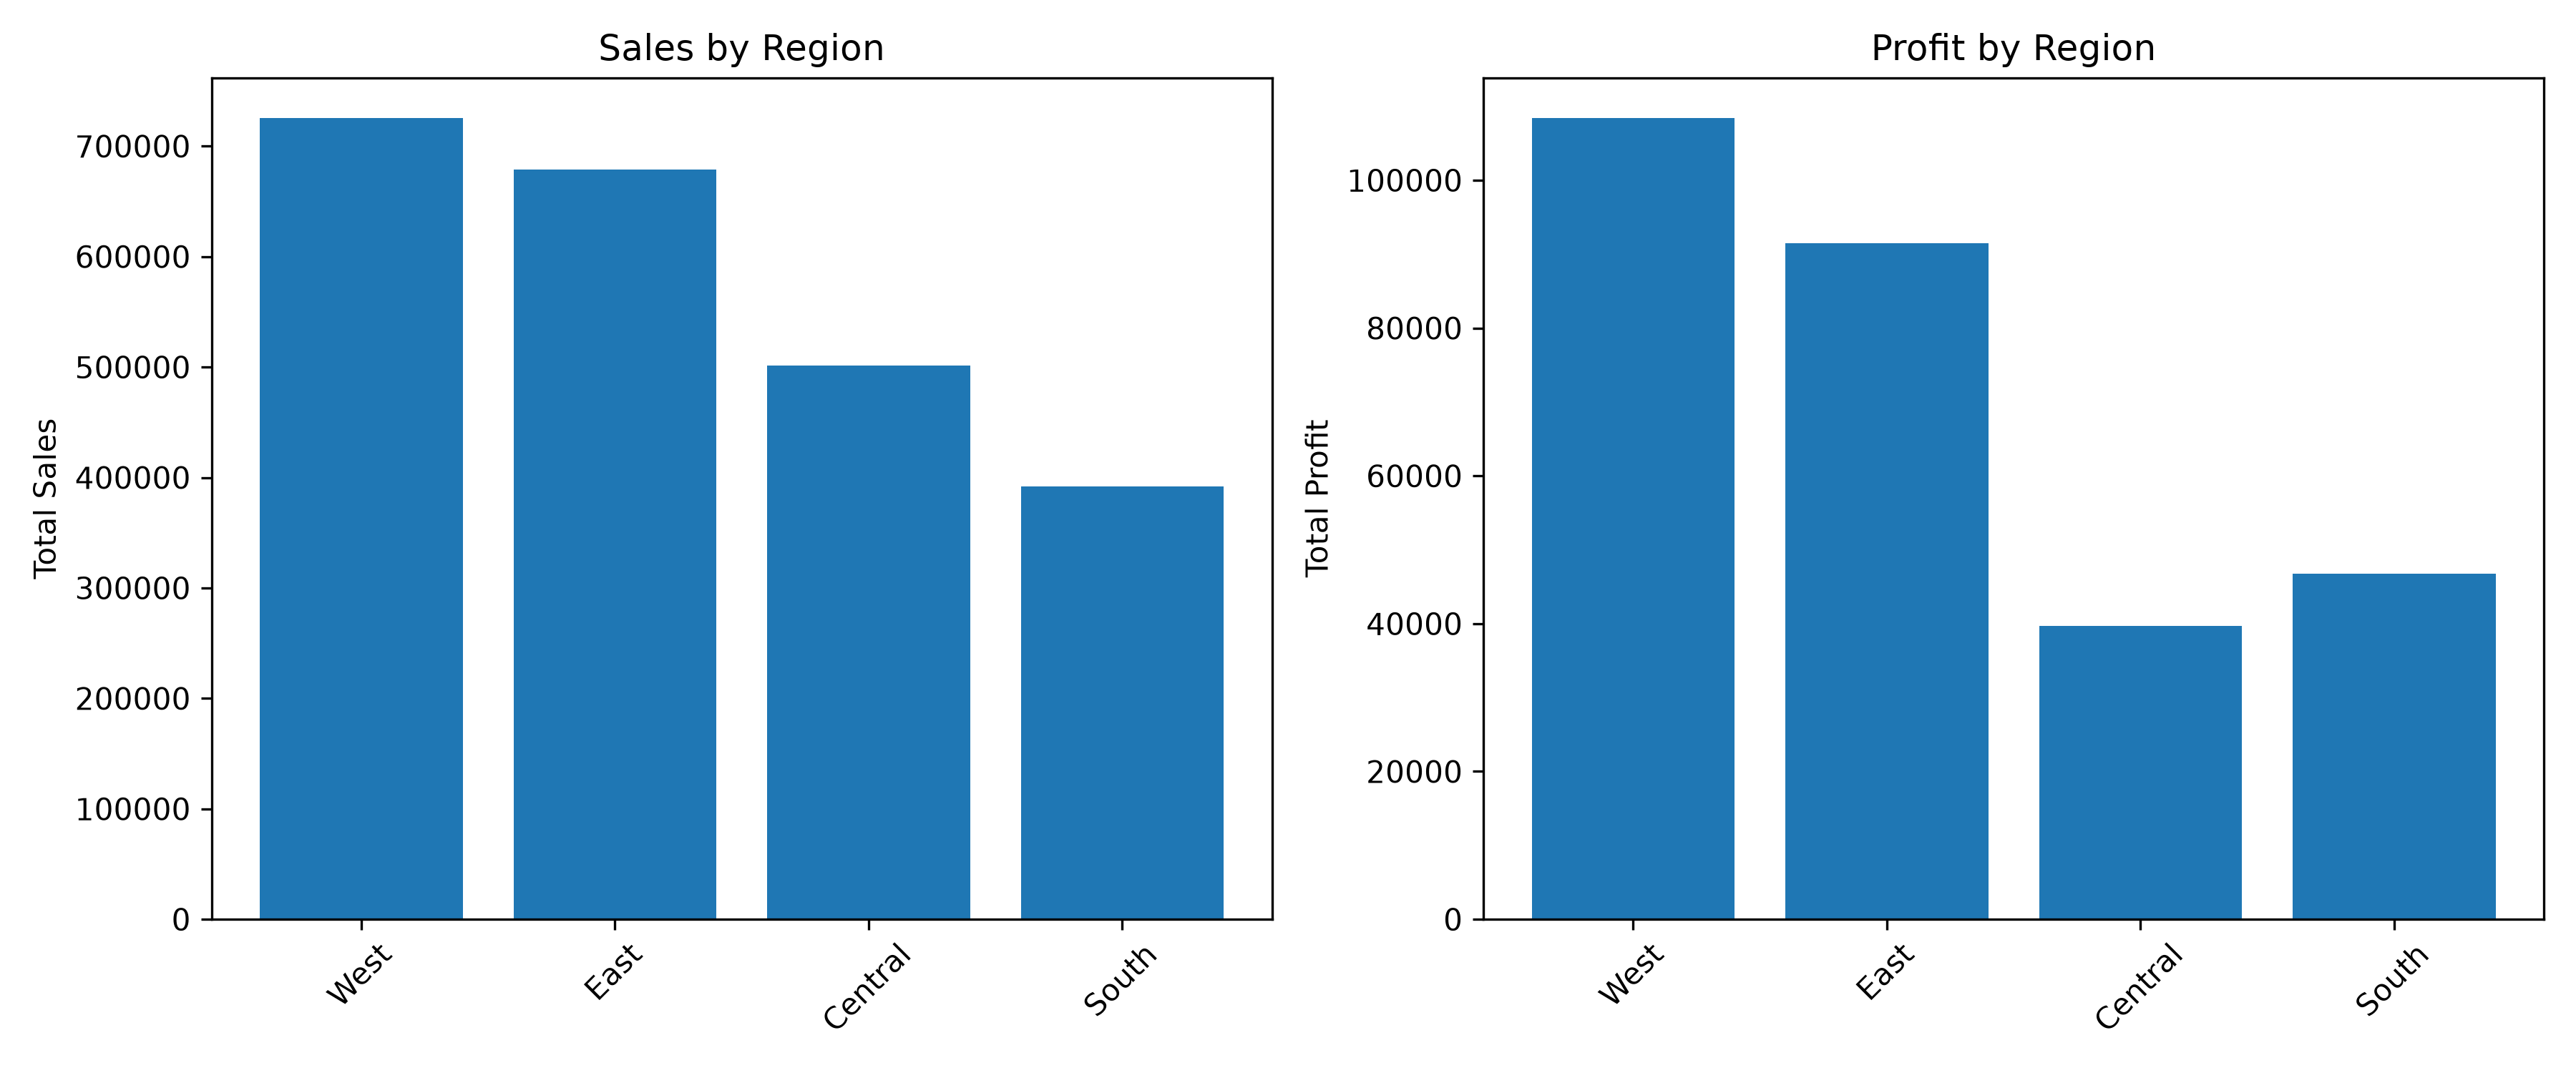 Sales by Region
Total Sales
700000
600000
500000
400000
300000
200000
100000
0
West
East
Central
South
Profit by Region
Total Profit
100000
80000
60000
40000
20000
0
West
East
Central
South